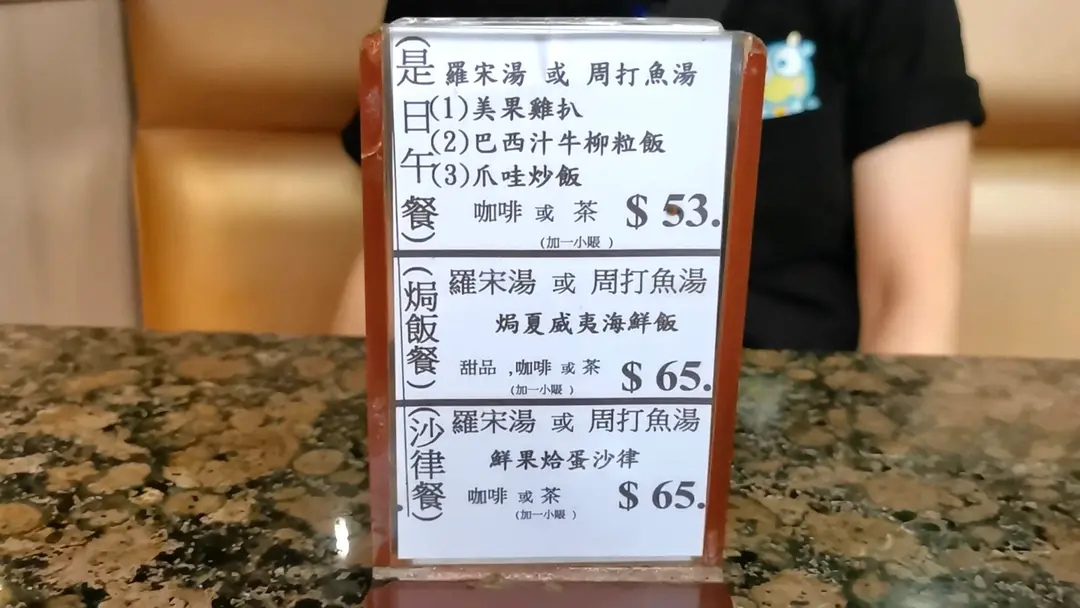 (是日午餐)
羅宋湯 或 周打魚湯
(1)美果雞扒
(2)巴西汁牛柳粒飯
(3)爪哇炒飯
咖啡 或 茶 $ 53.
(加一小賬 )
(焗飯餐)
羅宋湯 或 周打魚湯
焗夏威夷海鮮飯
甜品 ,咖啡 或 茶 $ 65.
(加一小賬 )
(沙律餐)
羅宋湯 或 周打魚湯
鮮果烚蛋沙律
咖啡 或 茶 $ 65.
(加一小賬 )